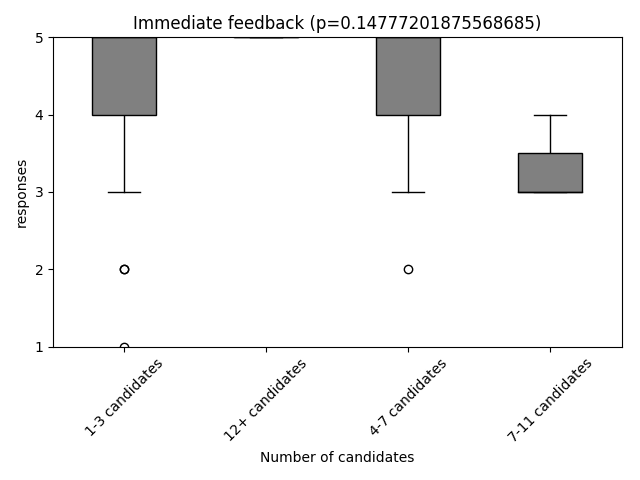 Immediate feedback (p=0.14777201875568685)
responses
5
4
3
2
1
1-3 candidates
12+ candidates
4-7 candidates
7-11 candidates
Number of candidates